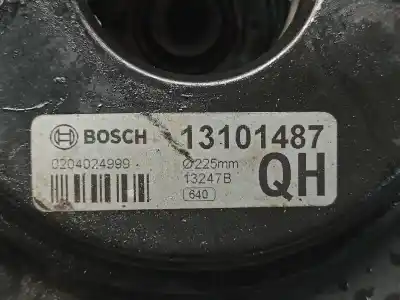 BOSCH 13101487
0204024999 - Ø225mm
13247B QH
640